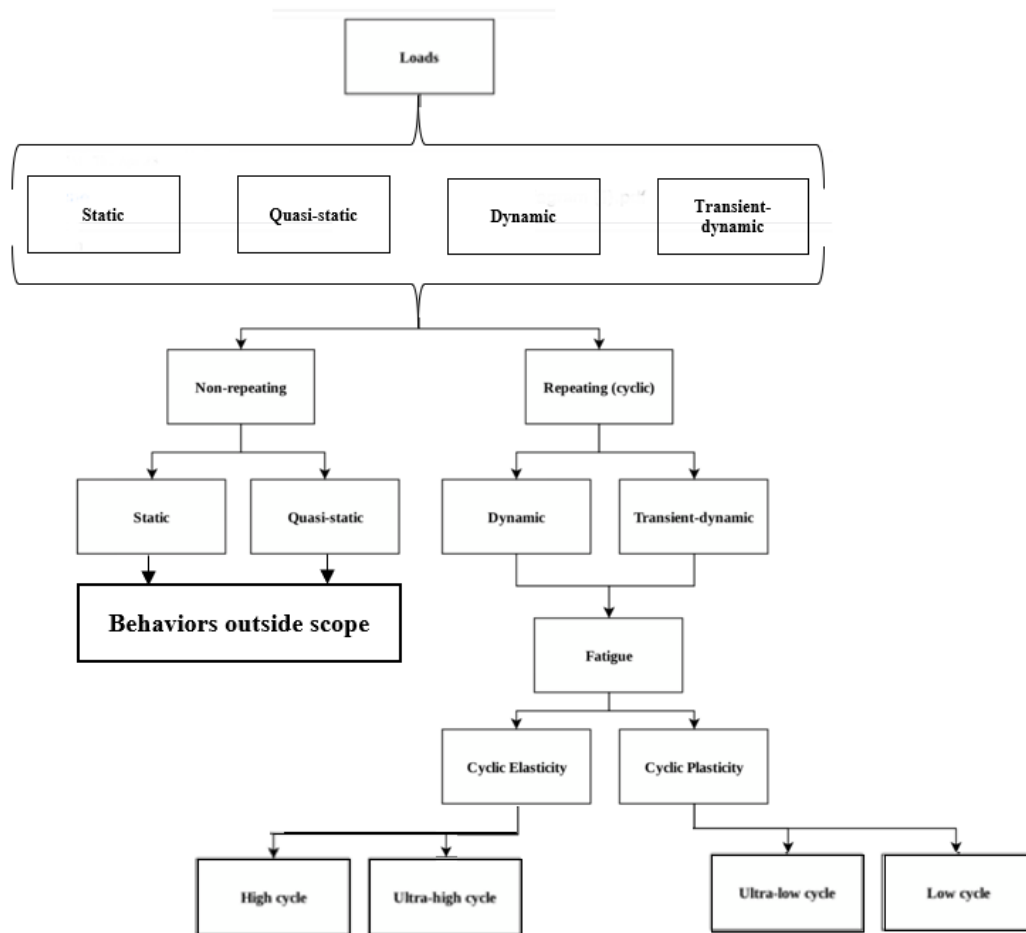 Loads
Static
Quasi-static
Dynamic
Transient-
dynamic
Non-repeating
Repeating (cyclic)
Static
Quasi-static
Dynamic
Transient-dynamic
Behaviors outside scope
Fatigue
Cyclic Elasticity
Cyclic Plasticity
High cycle
Ultra-high cycle
Ultra-low cycle
Low cycle